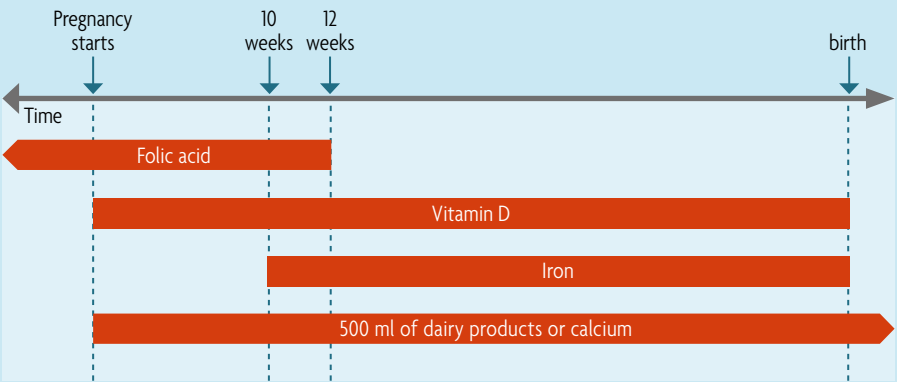 Pregnancy
starts
10
weeks
12
weeks
birth
Time
Folic acid
Vitamin D
Iron
500 ml of dairy products or calcium